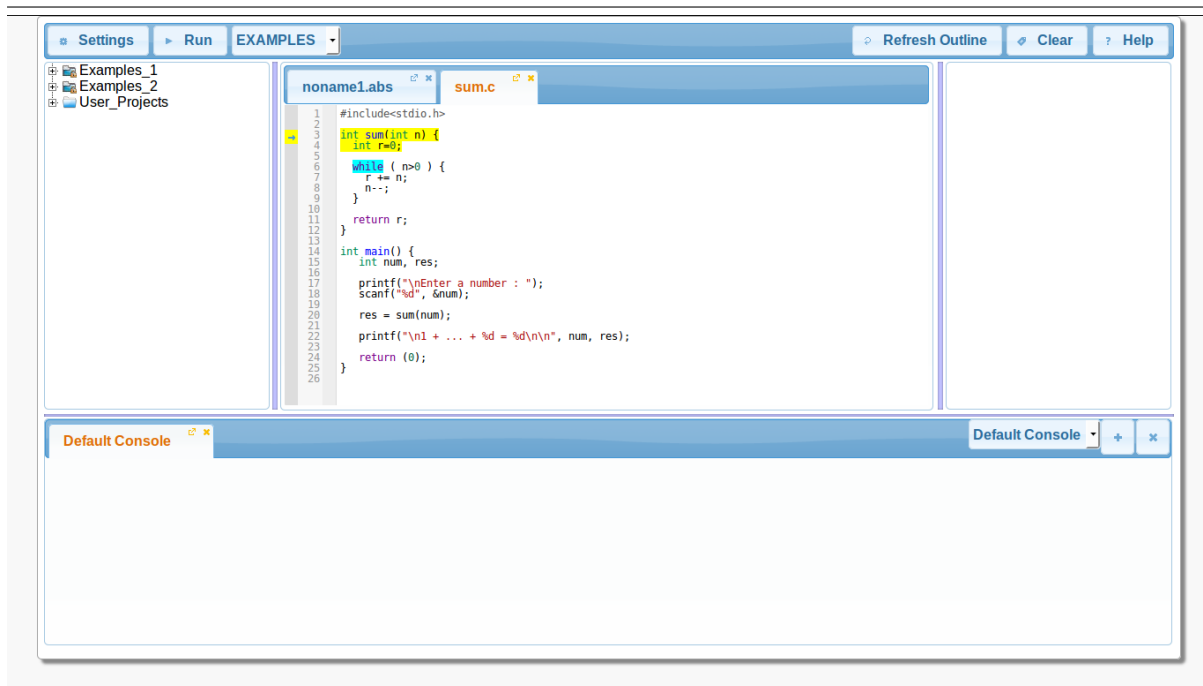 Settings Run EXAMPLES Refresh Outline Clear ? Help
Examples_1
Examples_2
User_Projects
noname1.abs sum.c
1 #include<stdio.h>
2
3 int sum(int n) {
4 int r=0;
5
6 while ( n>0 ) {
7 r += n;
8 n--;
9 }
10
11 return r;
12 }
13
14 int main() {
15 int num, res;
16
17 printf("\nEnter a number : ");
18 scanf("%d", &num);
19
20 res = sum(num);
21
22 printf("\n1 + ... + %d = %d\n\n", num, res);
23
24 return (0);
25 }
26
Default Console Default Console